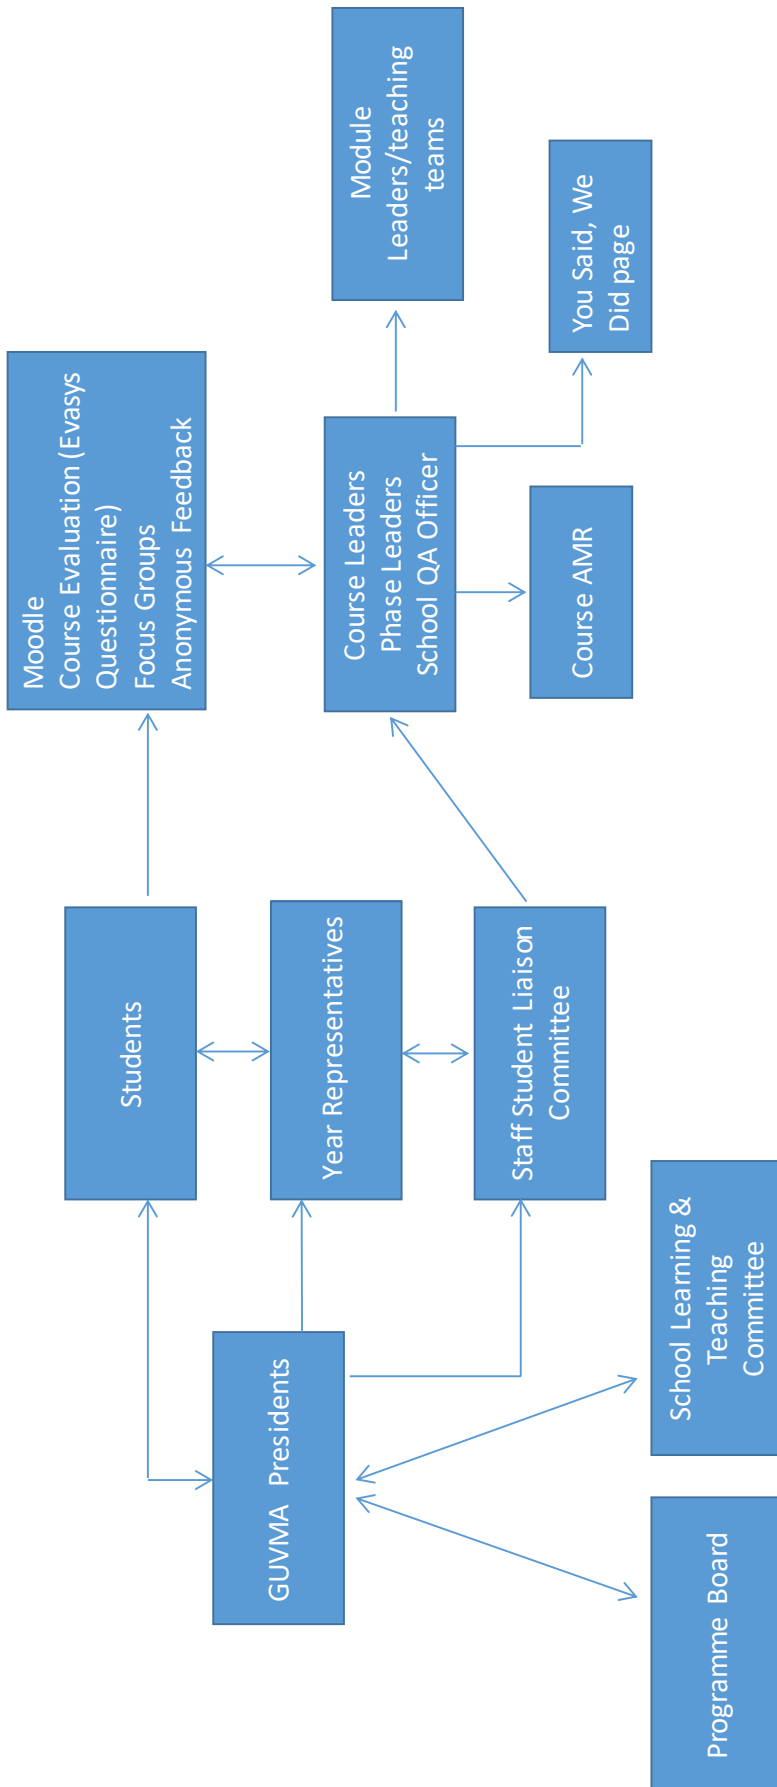 Students
Moodle
Course Evaluation (Evasys
Questionnaire)
Focus Groups
Anonymous Feedback
GUVMA Presidents
Year Representatives
Course Leaders
Phase Leaders
School QA Officer
Module
Leaders/teaching
teams
Staff Student Liaison
Committee
Course AMR
You Said, We
Did page
Programme Board
School Learning &
Teaching
Committee